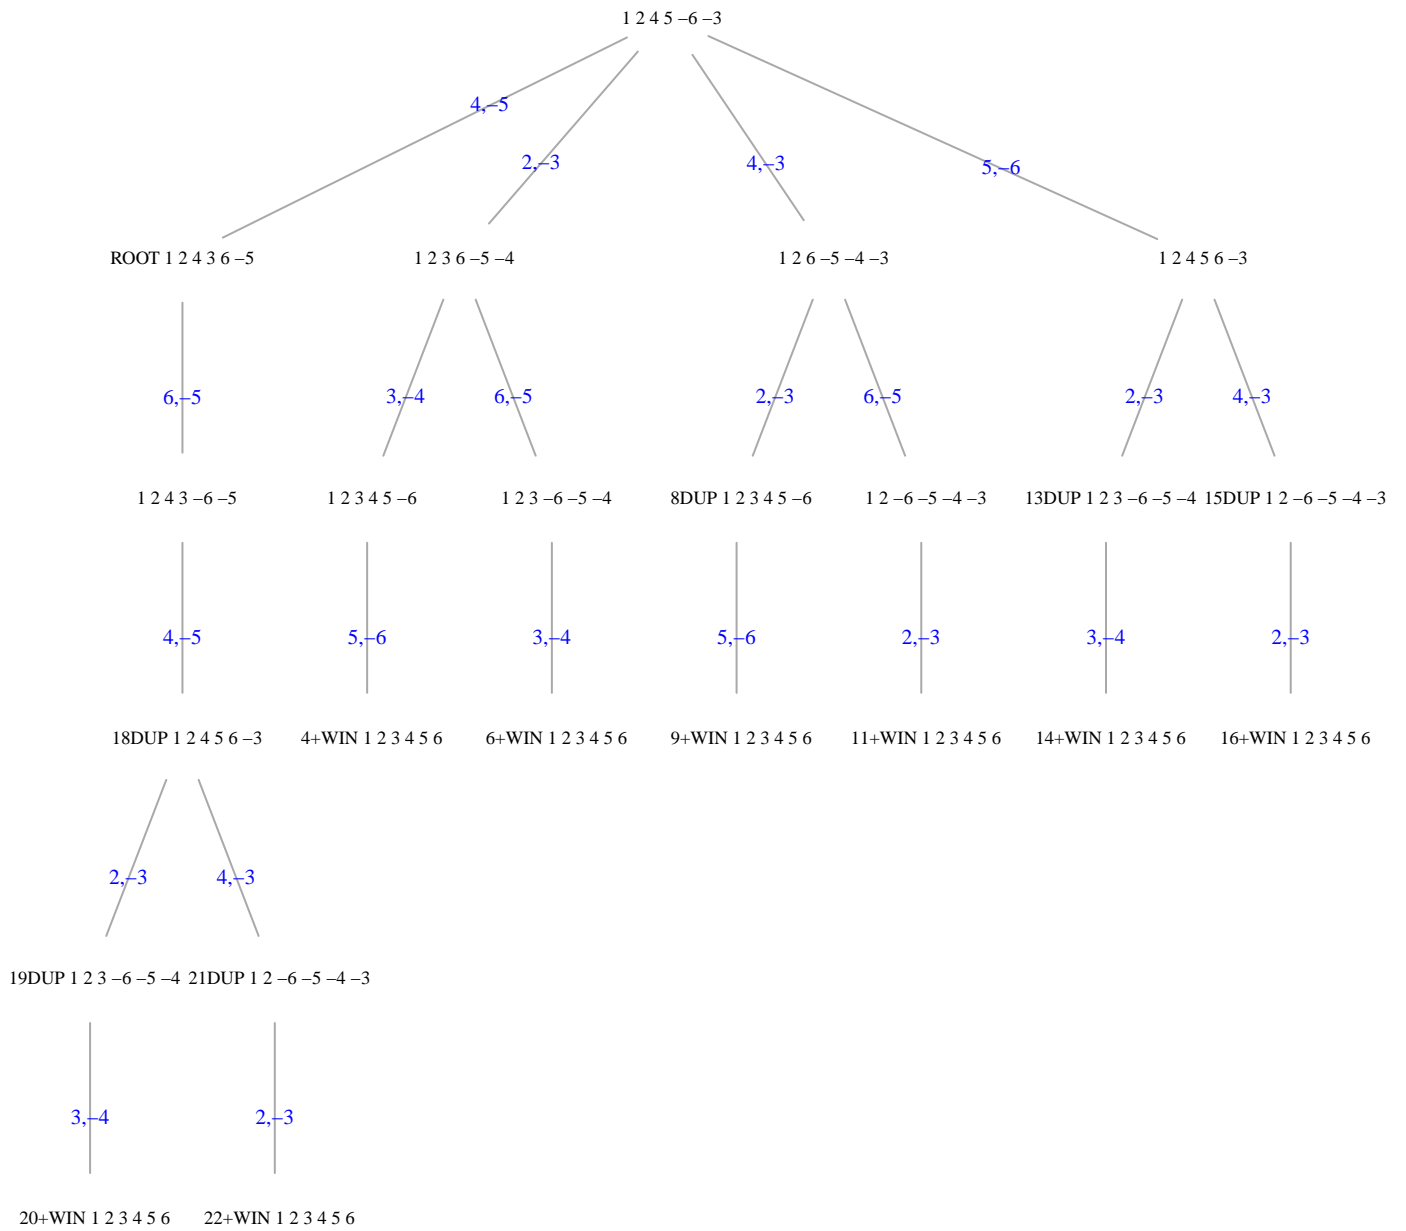 1 2 4 5 –6 –3
4,–5
2,–3
4,–3
5,–6
ROOT 1 2 4 3 6 –5
1 2 3 6 –5 –4
1 2 6 –5 –4 –3
1 2 4 5 6 –3
6,–5
3,–4
6,–5
2,–3
6,–5
2,–3
4,–3
1 2 4 3 –6 –5
1 2 3 4 5 –6
1 2 3 –6 –5 –4
8DUP 1 2 3 4 5 –6
1 2 –6 –5 –4 –3
13DUP 1 2 3 –6 –5 –4
15DUP 1 2 –6 –5 –4 –3
4,–5
5,–6
3,–4
5,–6
2,–3
3,–4
2,–3
18DUP 1 2 4 5 6 –3
4+WIN 1 2 3 4 5 6
6+WIN 1 2 3 4 5 6
9+WIN 1 2 3 4 5 6
11+WIN 1 2 3 4 5 6
14+WIN 1 2 3 4 5 6
16+WIN 1 2 3 4 5 6
2,–3
4,–3
19DUP 1 2 3 –6 –5 –4
21DUP 1 2 –6 –5 –4 –3
3,–4
2,–3
20+WIN 1 2 3 4 5 6
22+WIN 1 2 3 4 5 6